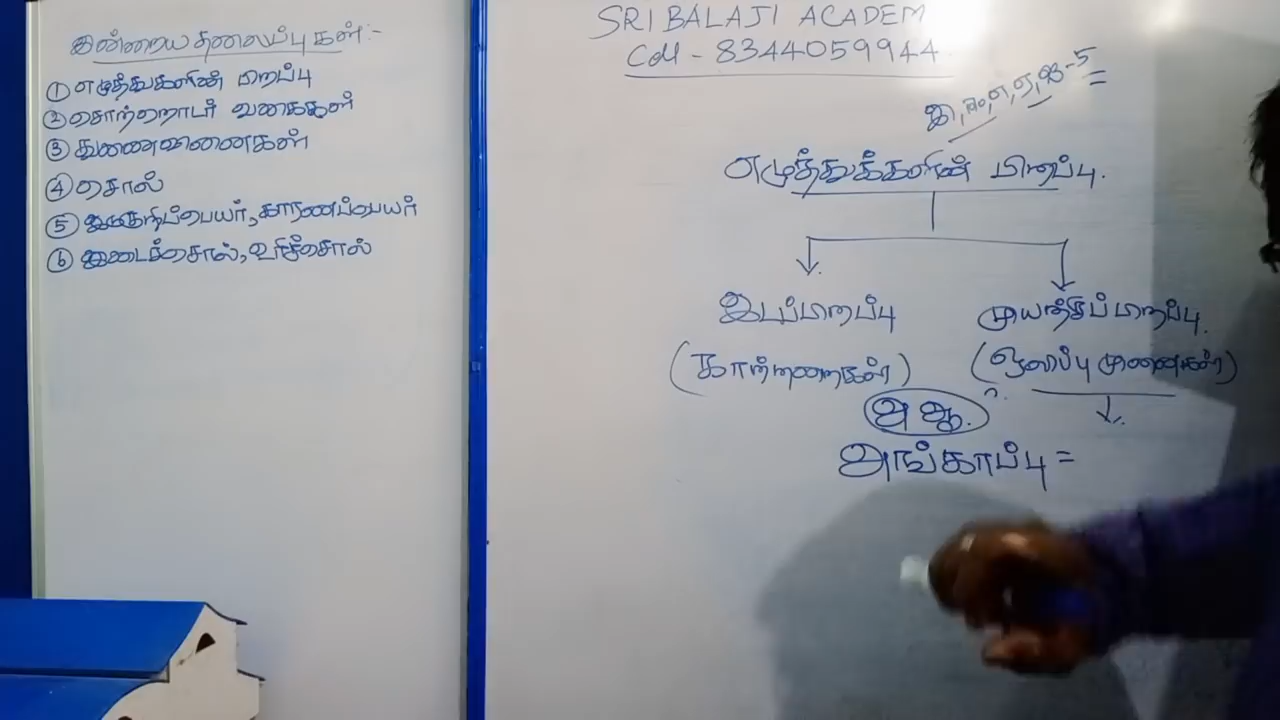 இன்றைய தலைப்புகள்:-
① எழுத்துகளின் பிறப்பு
② சொற்றொடர் வகைகள்
③ துணைவினைகள்
④ சொல்
⑤ இடுகுறிப்பெயர், காரணப்பெயர்
⑥ இடைச்சொல், உரிச்சொல்
SRI BALAJI ACADEM
Cell - 8344059944
இ, ஈ, எ, ஏ, ஐ - 5
எழுத்துக்களின் பிறப்பு.
இடப்பிறப்பு
முயற்சிப் பிறப்பு.
(காற்றறைகள்)
(ஒலிப்பு முனைகள்)
அ ஆ.
அங்காப்பு =